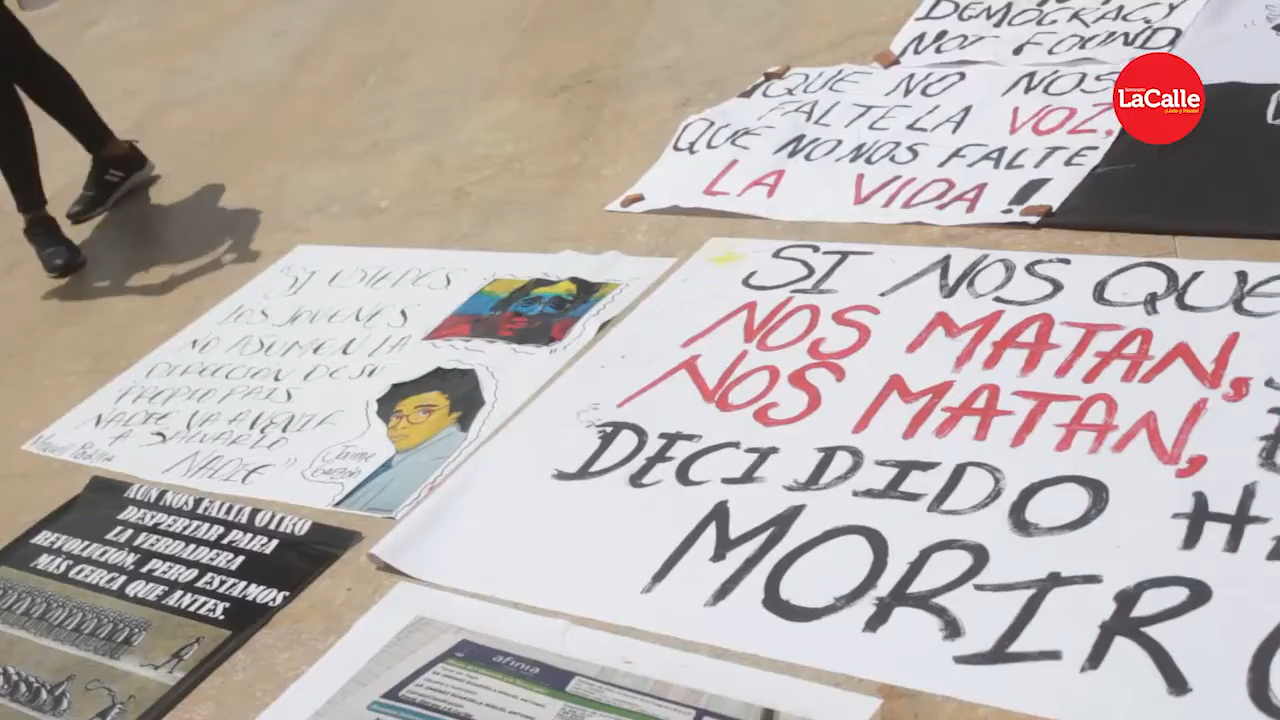 DEMOCRACY
NOT FOUND
QUE NO NOS
FALTE LA VOZ,
QUE NO NOS FALTE
LA VIDA!
LaCalle
SI NOS QUE
NOS MATAN,
NOS MATAN,
DECIDIDO H
MORIR
"SI USTEDES
LOS JOVENES
NO ASUMEN LA
DIRECCION DE SU
PROPIO PAIS
NADIE VA A VENIR
A SALVARLO
NADIE"
Jaime
Garzón
AUN NOS FALTA OTRO
DESPERTAR PARA
LA VERDADERA
REVOLUCIÓN, PERO ESTAMOS
MÁS CERCA QUE ANTES.
afinia